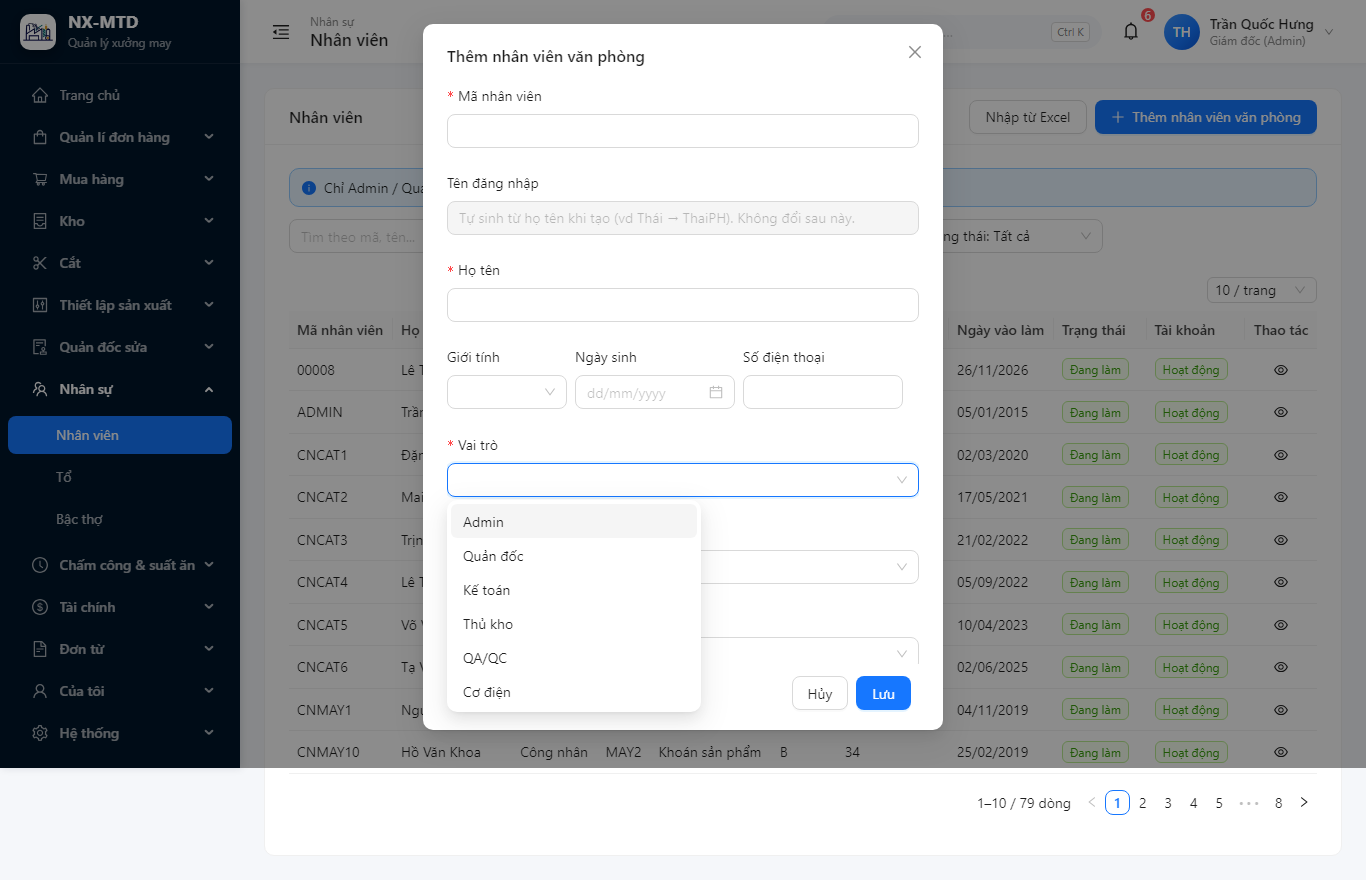 NX-MTD
Quản lý xưởng may
Trang chủ
Quản lí đơn hàng
Mua hàng
Kho
Cắt
Thiết lập sản xuất
Quản đốc sửa
Nhân sự
Nhân viên
Tổ
Bậc thợ
Chấm công & suất ăn
Tài chính
Đơn từ
Của tôi
Hệ thống
Nhân sự
Nhân viên
Ctrl K
6
TH
Trần Quốc Hưng
Giám đốc (Admin)
Nhân viên
Nhập từ Excel
+ Thêm nhân viên văn phòng
Chỉ Admin /
Tìm theo mã, tên...
thái: Tất cả
10 / trang
Mã nhân viên Họ Ngày vào làm Trạng thái Tài khoản Thao tác
00008 Lê 26/11/2026 Đang làm Hoạt động
ADMIN 05/01/2015 Đang làm Hoạt động
CNCAT1 02/03/2020 Đang làm Hoạt động
CNCAT2 Mai 17/05/2021 Đang làm Hoạt động
CNCAT3 21/02/2022 Đang làm Hoạt động
CNCAT4 Lê 05/09/2022 Đang làm Hoạt động
CNCAT5 Võ 10/04/2023 Đang làm Hoạt động
CNCAT6 Tạ 02/06/2025 Đang làm Hoạt động
CNMAY1 04/11/2019 Đang làm Hoạt động
CNMAY10 Hồ Văn Khoa Công nhân MAY2 Khoán sản phẩm B 34 25/02/2019 Đang làm Hoạt động
1–10 / 79 dòng 1 2 3 4 5 ••• 8
Thêm nhân viên văn phòng
* Mã nhân viên
Tên đăng nhập
Tự sinh từ họ tên khi tạo (vd Thái → ThaiPH). Không đổi sau này.
* Họ tên
Giới tính Ngày sinh Số điện thoại
dd/mm/yyyy
* Vai trò
Admin
Quản đốc
Kế toán
Thủ kho
QA/QC
Cơ điện
Hủy Lưu